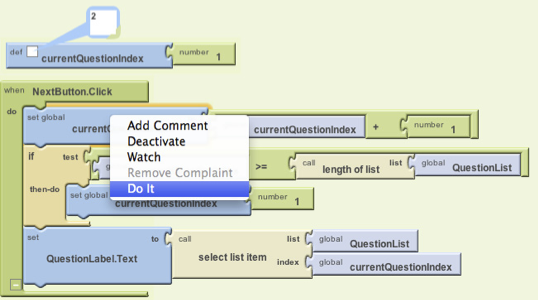 2
def currentQuestionIndex number 1
when NextButton.Click
do set global currentQ currentQuestionIndex + number 1
Add Comment
Deactivate
Watch
Remove Complaint
Do It
if test g >= call length of list list global QuestionList
then-do set global currentQuestionIndex number 1
set QuestionLabel.Text to call select list item list global QuestionList
index global currentQuestionIndex